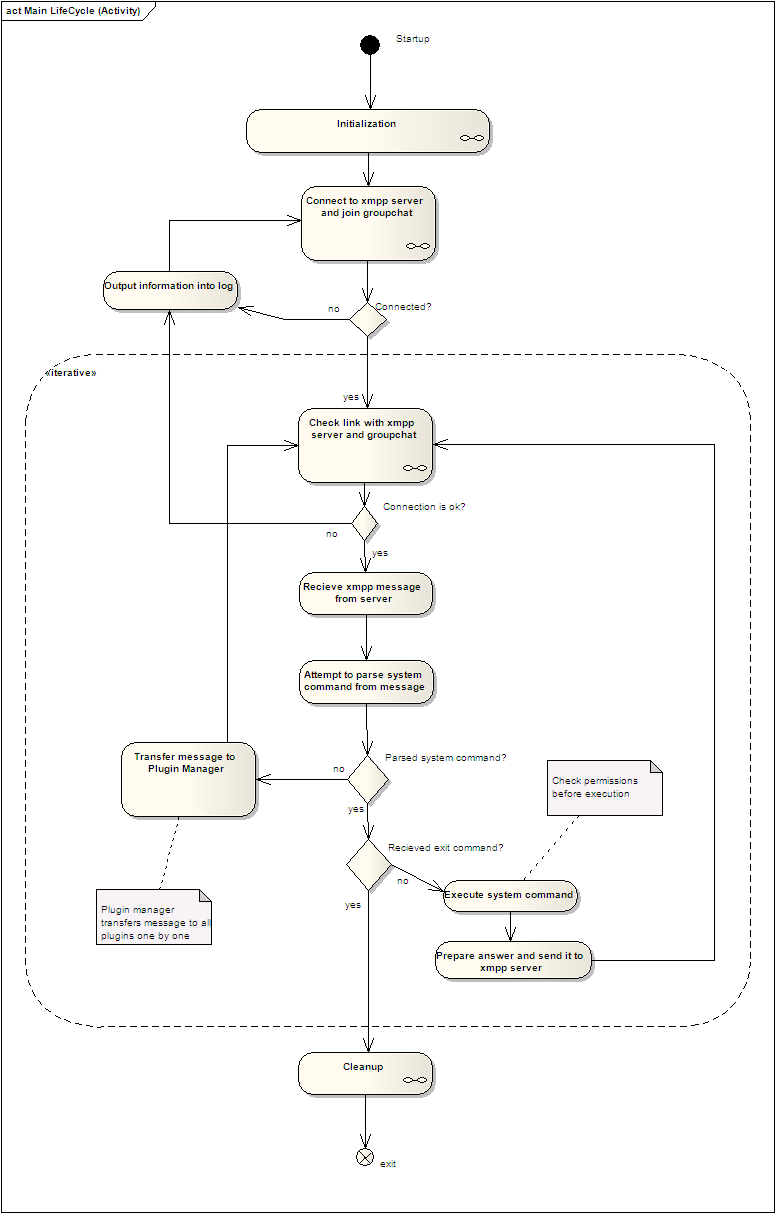 act Main LifeCycle (Activity)
Startup
Initialization
Connect to xmpp server
and join groupchat
Output information into log
no
Connected?
«iterative»
yes
Check link with xmpp
server and groupchat
Connection is ok?
no
yes
Recieve xmpp message
from server
Attempt to parse system
command from message
Transfer message to
Plugin Manager
no
Parsed system command?
yes
Check permissions
before execution
Recieved exit command?
no
yes
Execute system command
Plugin manager
transfers message to all
plugins one by one
Prepare answer and send it to
xmpp server
Cleanup
exit